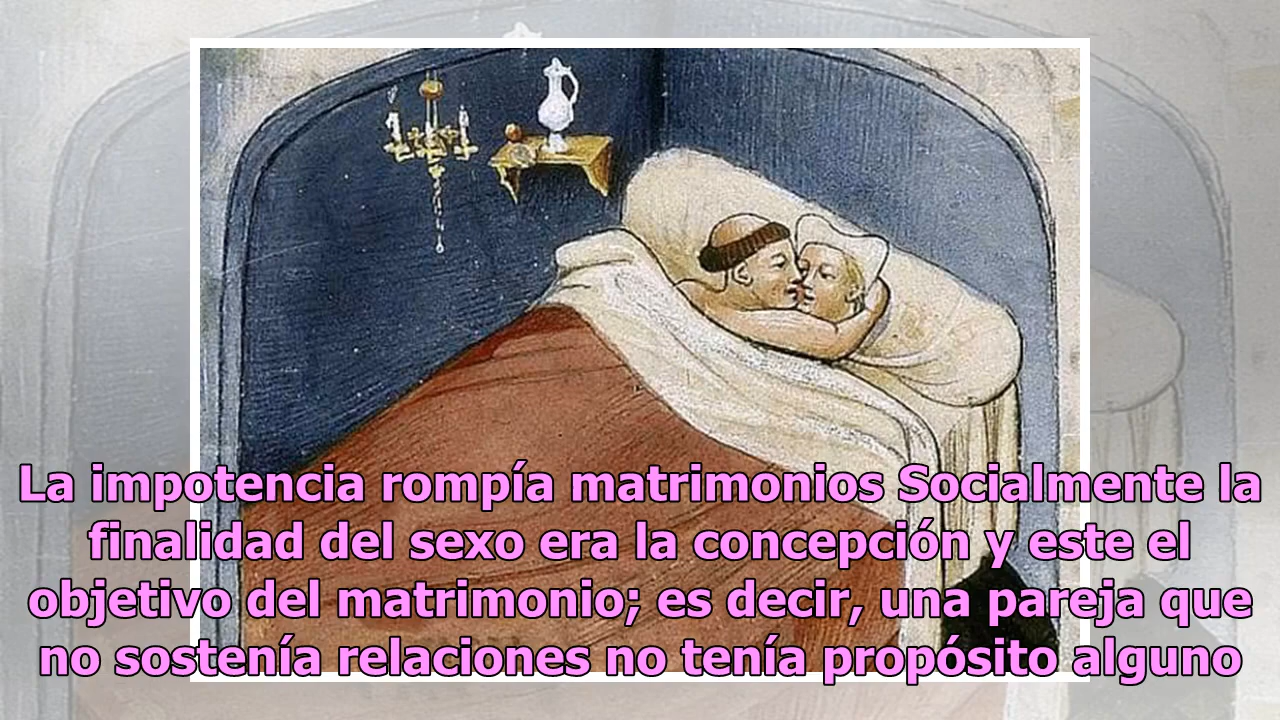 La impotencia rompía matrimonios Socialmente la
finalidad del sexo era la concepción y este el
objetivo del matrimonio; es decir, una pareja que
no sostenía relaciones no tenía propósito alguno